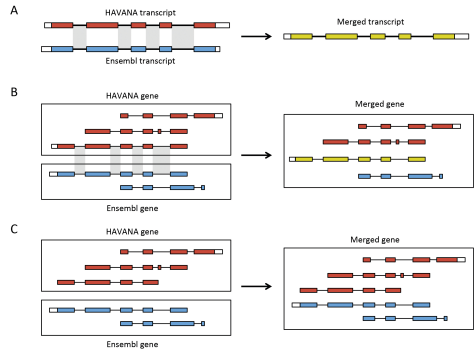 A
HAVANA transcript
Merged transcript
Ensembl transcript
B
HAVANA gene
Merged gene
Ensembl gene
C
HAVANA gene
Merged gene
Ensembl gene